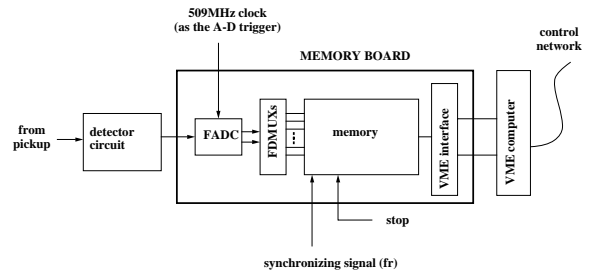 509MHz clock
(as the A-D trigger)
control
network
MEMORY BOARD
from
pickup
detector
circuit
FADC
FDMUXs
memory
VME interface
VME computer
stop
synchronizing signal (fr)